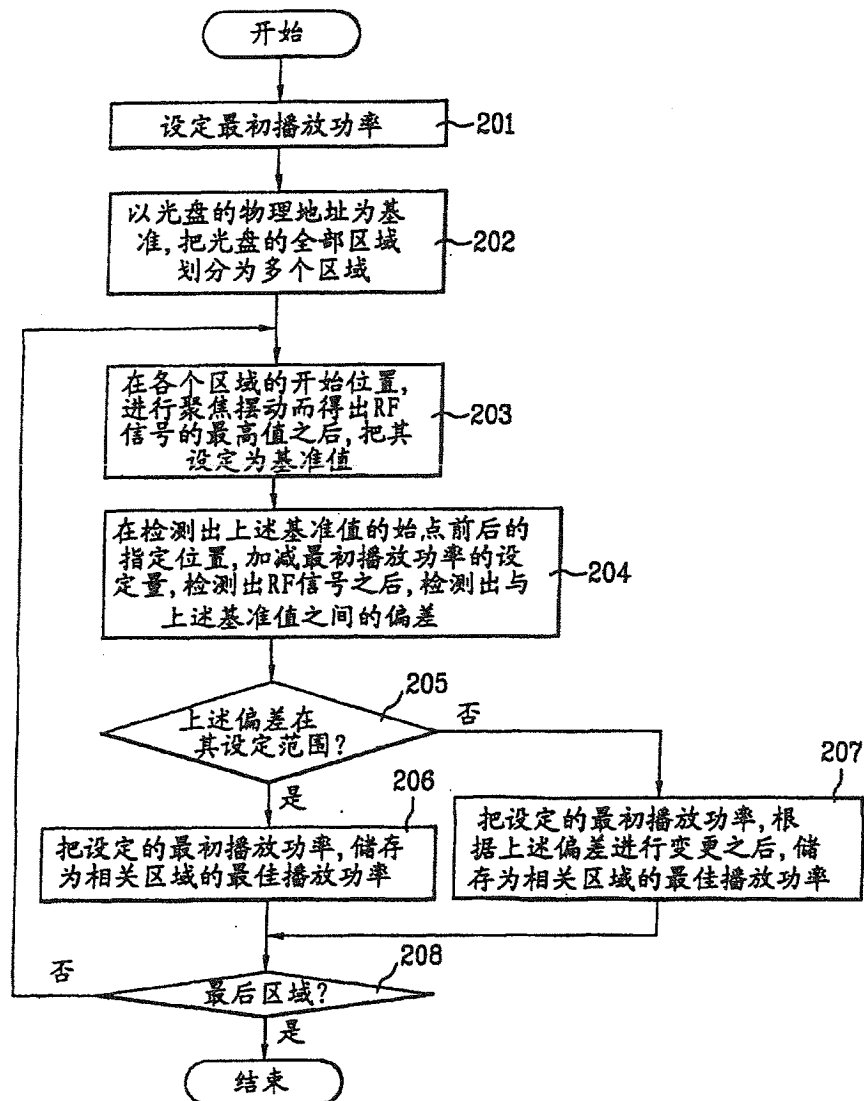 开始
设定最初播放功率
201
以光盘的物理地址为基
准,把光盘的全部区域
划分为多个区域
202
在各个区域的开始位置,
进行聚焦摆动而得出RF
信号的最高值之后,把其
设定为基准值
203
在检测出上述基准值的始点前后的
指定位置,加减最初播放功率的设
定量,检测出RF信号之后,检测出与
上述基准值之间的偏差
204
上述偏差在
其设定范围?
205
否
是
206
把设定的最初播放功率,储存
为相关区域的最佳播放功率
207
把设定的最初播放功率,根
据上述偏差进行变更之后,储
存为相关区域的最佳播放功率
否
最后区域?
208
是
结束